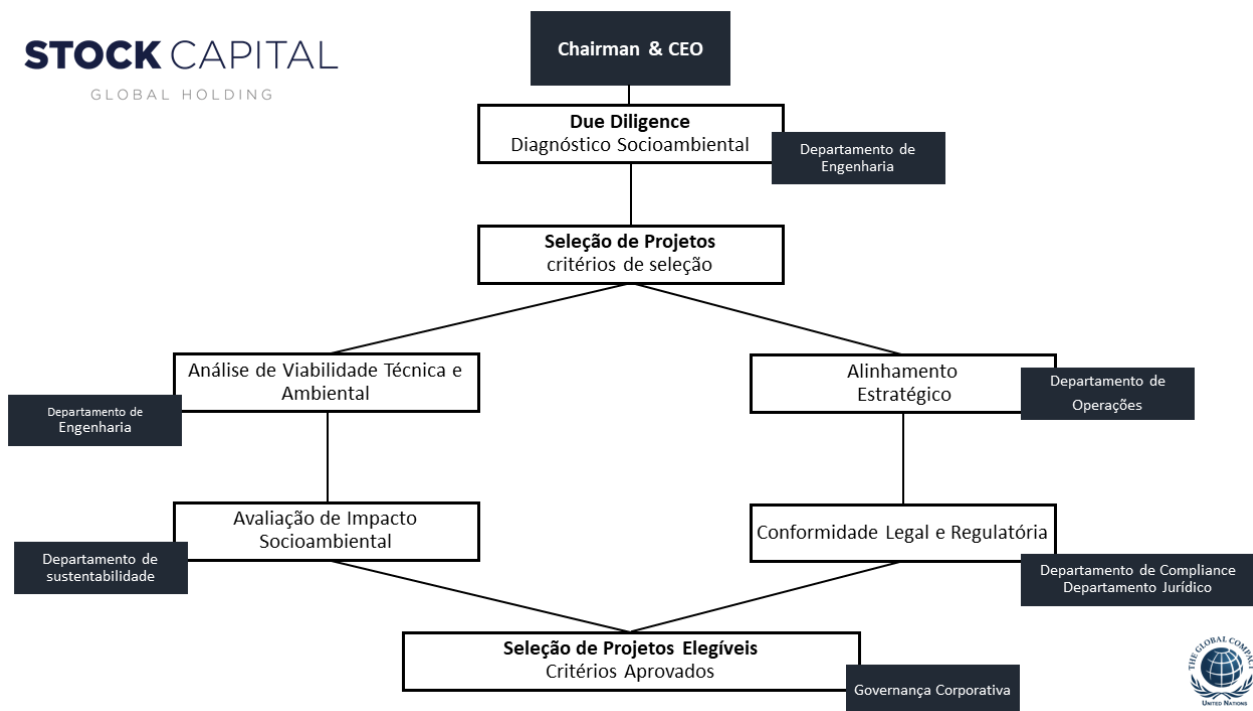 STOCK CAPITAL
GLOBAL HOLDING
Chairman & CEO
Due Diligence
Diagnóstico Socioambiental
Departamento de
Engenharia
Seleção de Projetos
critérios de seleção
Análise de Viabilidade Técnica e
Ambiental
Departamento de
Engenharia
Alinhamento
Estratégico
Departamento de
Operações
Avaliação de Impacto
Socioambiental
Departamento de
sustentabilidade
Conformidade Legal e Regulatória
Departamento de Compliance
Departamento Jurídico
Seleção de Projetos Elegíveis
Critérios Aprovados
Governança Corporativa
THE GLOBAL COMPACT
UNITED NATIONS